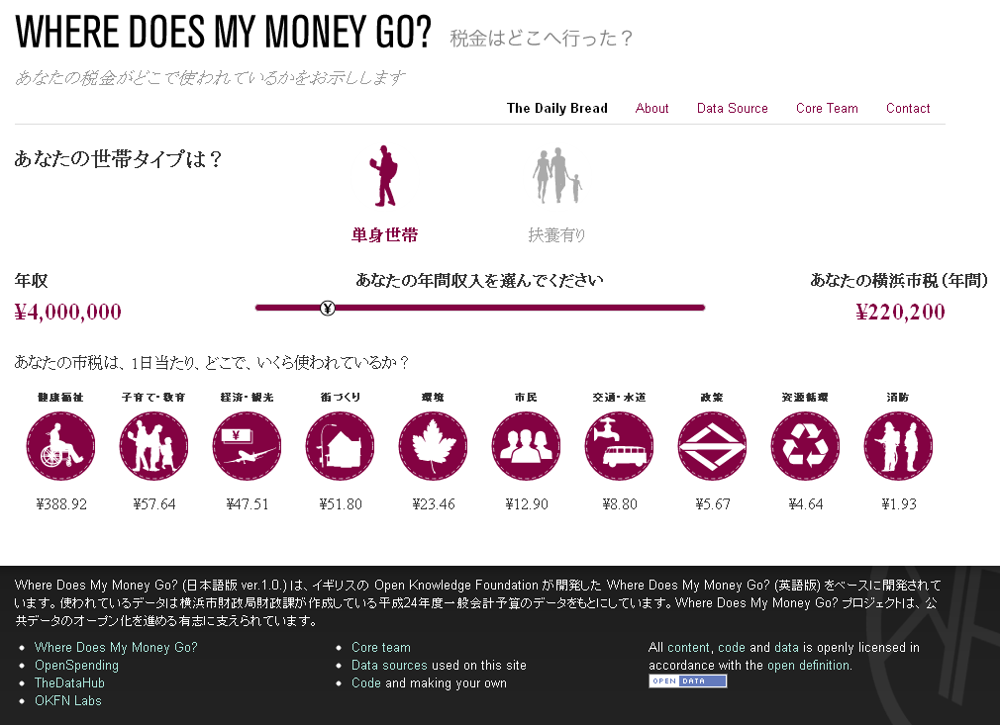 WHERE DOES MY MONEY GO? 税金はどこへ行った？
あなたの税金がどこで使われているかをお示しします
The Daily Bread About Data Source Core Team Contact
あなたの世帯タイプは？
単身世帯 扶養有り
年収 あなたの年間収入を選んでください あなたの横浜市税（年間）
¥4,000,000 ¥ ¥220,200
あなたの市税は、1日当たり、どこで、いくら使われているか？
健康福祉 子育て・教育 経済・観光 街づくり 環境 市民 交通・水道 政策 資源循環 消防
¥
¥388.92 ¥57.64 ¥47.51 ¥51.80 ¥23.46 ¥12.90 ¥8.80 ¥5.67 ¥4.64 ¥1.93
Where Does My Money Go? (日本語版 ver.1.0.) は、イギリスの Open Knowledge Foundation が開発した Where Does My Money Go? (英語版) をベースに開発されて
います。使われているデータは横浜市財政局財政課が作成している平成24年度一般会計予算のデータをもとにしています。Where Does My Money Go? プロジェクトは、公
共データのオープン化を進める有志に支えられています。
Where Does My Money Go?
OpenSpending
TheDataHub
OKFN Labs
Core team
Data sources used on this site
Code and making your own
All content, code and data is openly licensed in
accordance with the open definition.
OPEN DATA